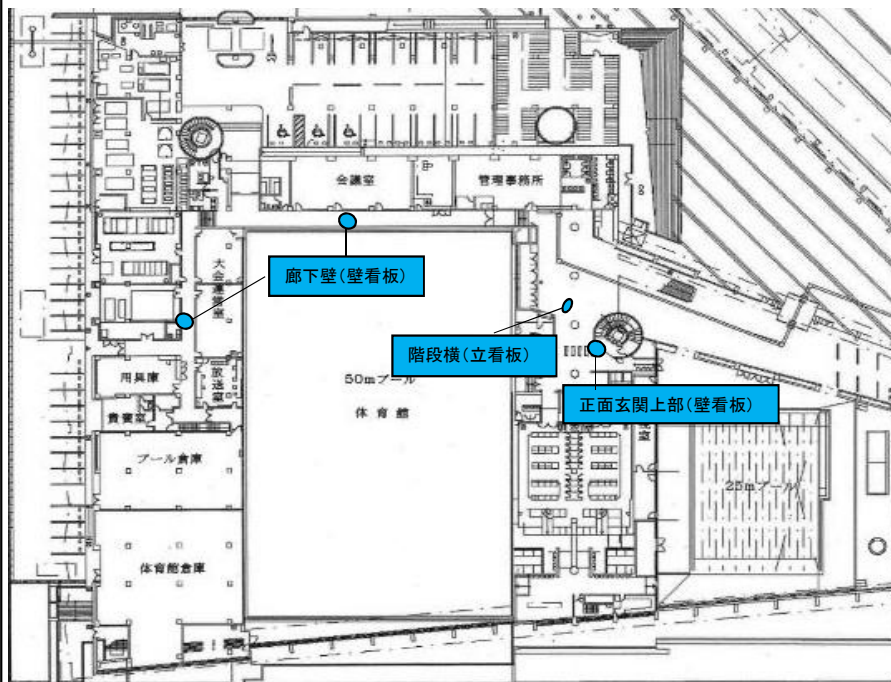 会議室
管理事務所
大会運営室
廊下壁(壁看板)
階段横(立看板)
用具庫
放送室
50mプール
体育館
正面玄関上部(壁看板)
貴賓室
プール倉庫
25mプール
体育館倉庫